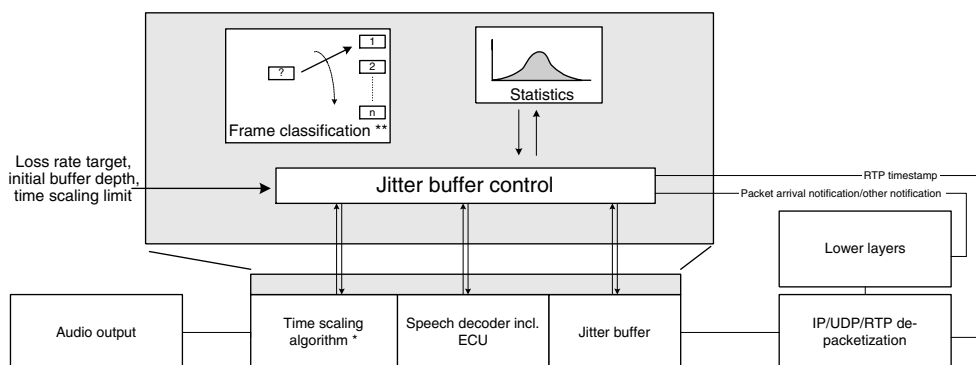 1
?
2
n
Frame classification **
Statistics
Loss rate target,
initial buffer depth,
time scaling limit
Jitter buffer control
RTP timestamp
Packet arrival notification/other notification
Lower layers
Audio output
Time scaling
algorithm *
Speech decoder incl.
ECU
Jitter buffer
IP/UDP/RTP de-
packetization